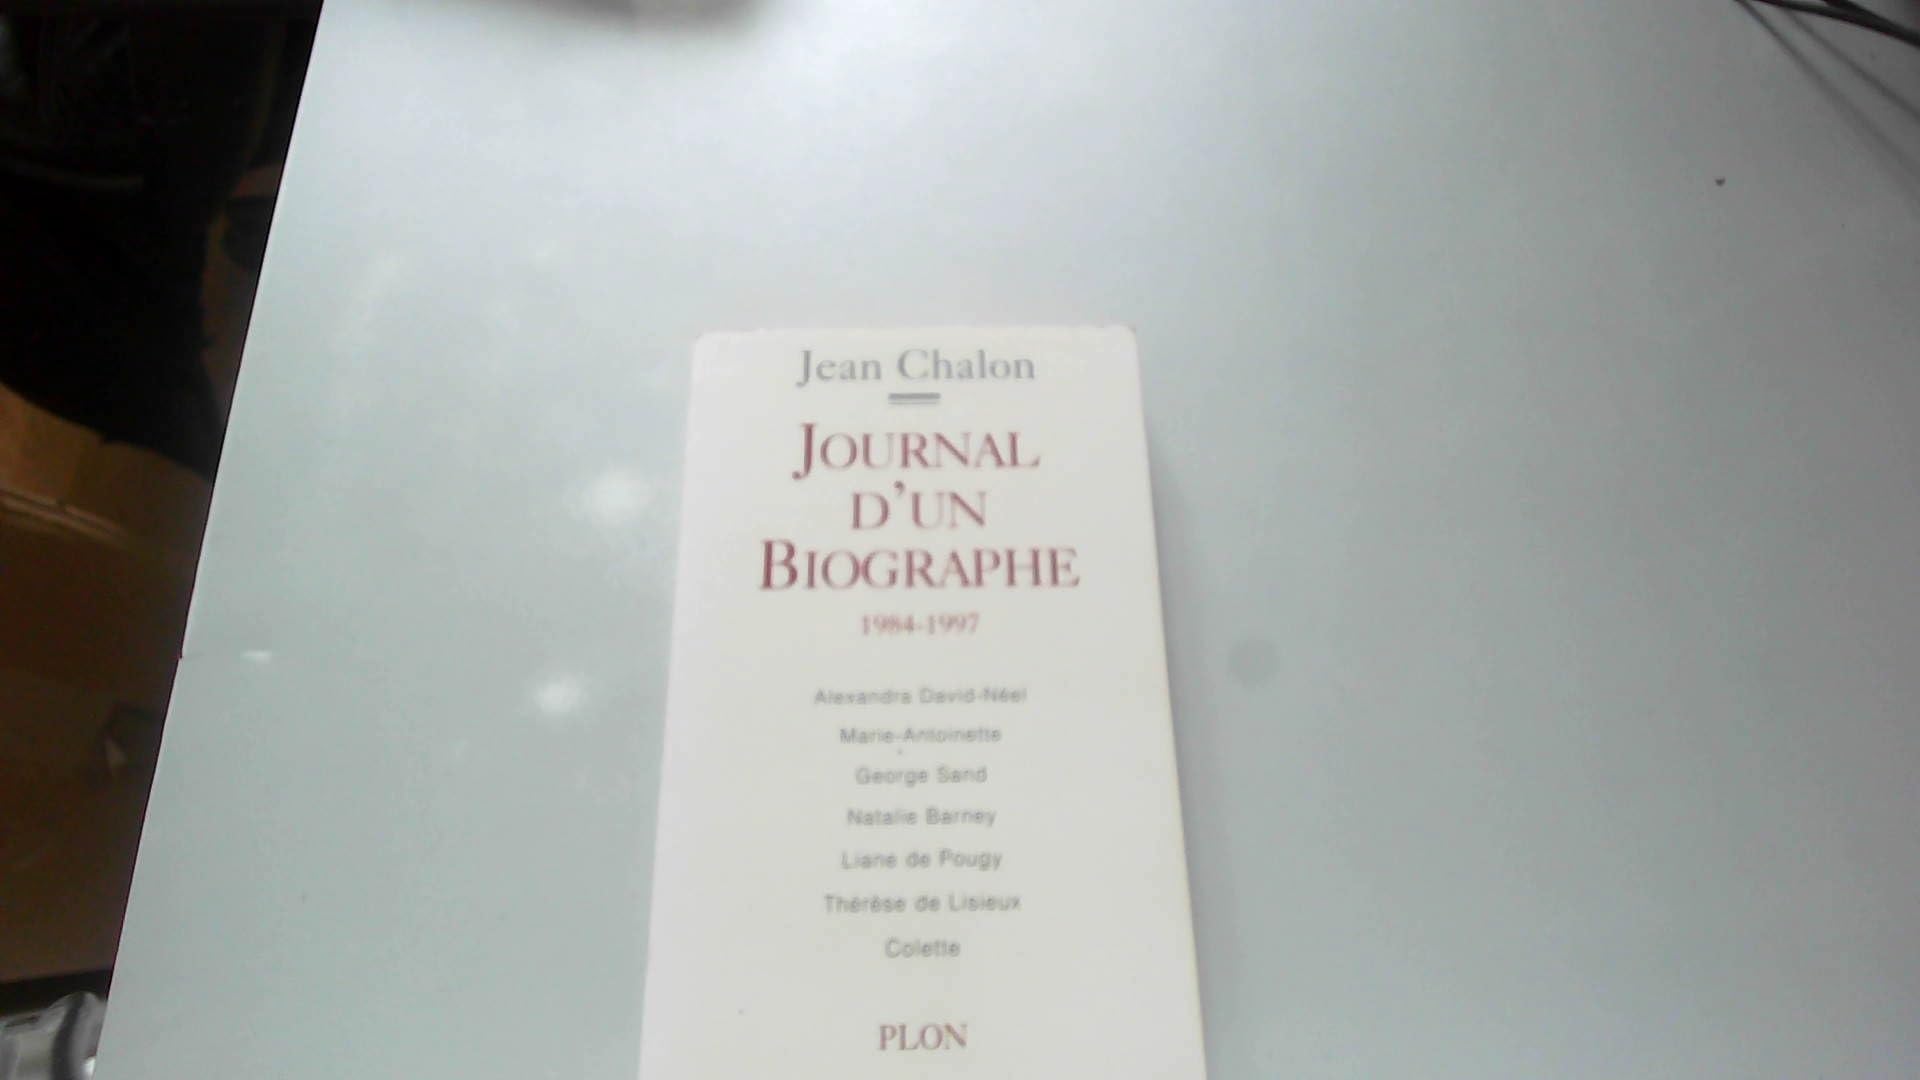 Jean Chalon
JOURNAL
D'UN
BIOGRAPHE
1984-1997
Alexandra David-Néel
Marie-Antoinette
George Sand
Natalie Barney
Liane de Pougy
Thérèse de Lisieux
Colette
PLON